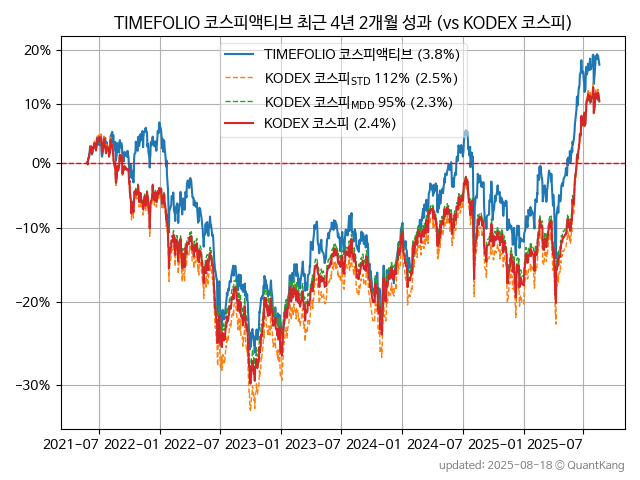 TIMEFOLIO 코스피액티브 최근 4년 2개월 성과 (vs KODEX 코스피)
TIMEFOLIO 코스피액티브 (3.8%)
KODEX 코스피STD 112% (2.5%)
KODEX 코스피MDD 95% (2.3%)
KODEX 코스피 (2.4%)
20%
10%
0%
−10%
−20%
−30%
2021-07 2022-01 2022-07 2023-01 2023-07 2024-01 2024-07 2025-01 2025-07
updated: 2025-08-18 © QuantKang